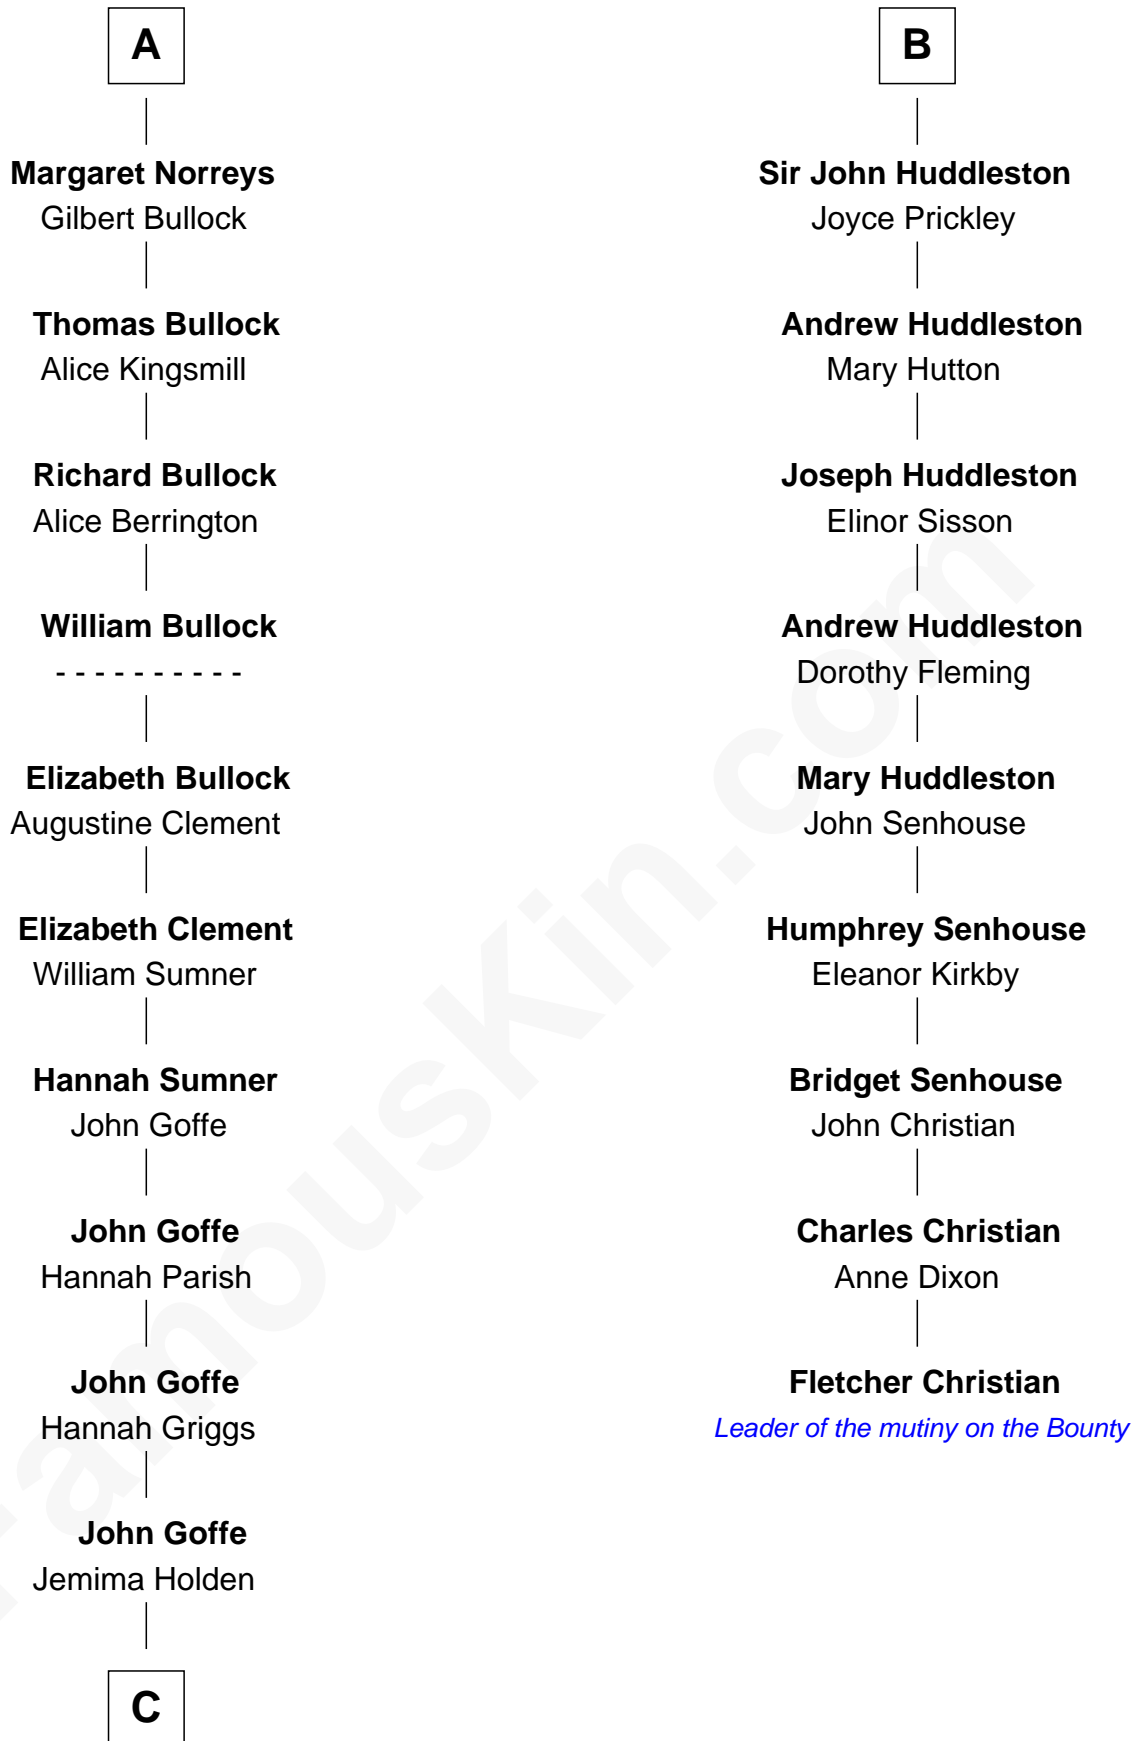 A
Margaret Norreys
Gilbert Bullock
Thomas Bullock
Alice Kingsmill
Richard Bullock
Alice Berrington
William Bullock
- - - - - - - - - -
Elizabeth Bullock
Augustine Clement
Elizabeth Clement
William Sumner
Hannah Sumner
John Goffe
John Goffe
Hannah Parish
John Goffe
Hannah Griggs
John Goffe
Jemima Holden
C
B
Sir John Huddleston
Joyce Prickley
Andrew Huddleston
Mary Hutton
Joseph Huddleston
Elinor Sisson
Andrew Huddleston
Dorothy Fleming
Mary Huddleston
John Senhouse
Humphrey Senhouse
Eleanor Kirkby
Bridget Senhouse
John Christian
Charles Christian
Anne Dixon
Fletcher Christian
Leader of the mutiny on the Bounty
FamousKin.com